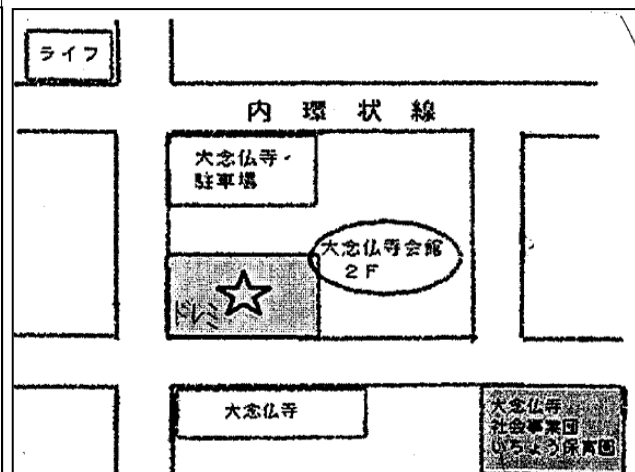 ライフ
内環状線
大念仏寺・
駐車場
大念仏寺会館
2F
ドレミ
大念仏寺
大念仏寺
社会事業団
いちょう保育園